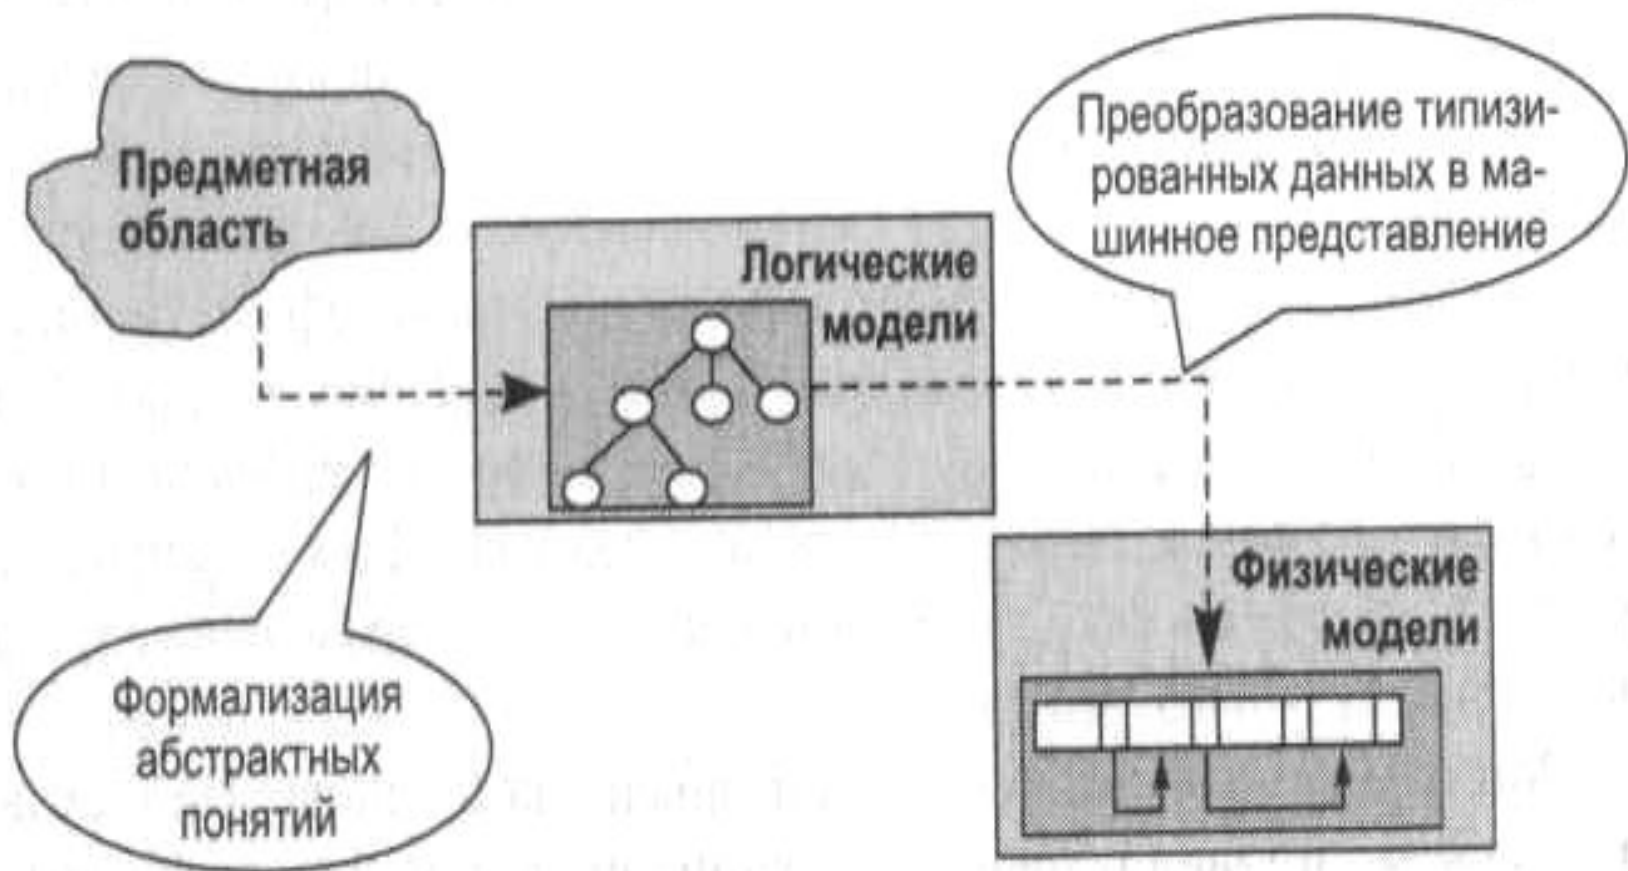 Предметная
область
Логические
модели
Преобразование типизи-
рованных данных в ма-
шинное представление
Физические
модели
Формализация
абстрактных
понятий